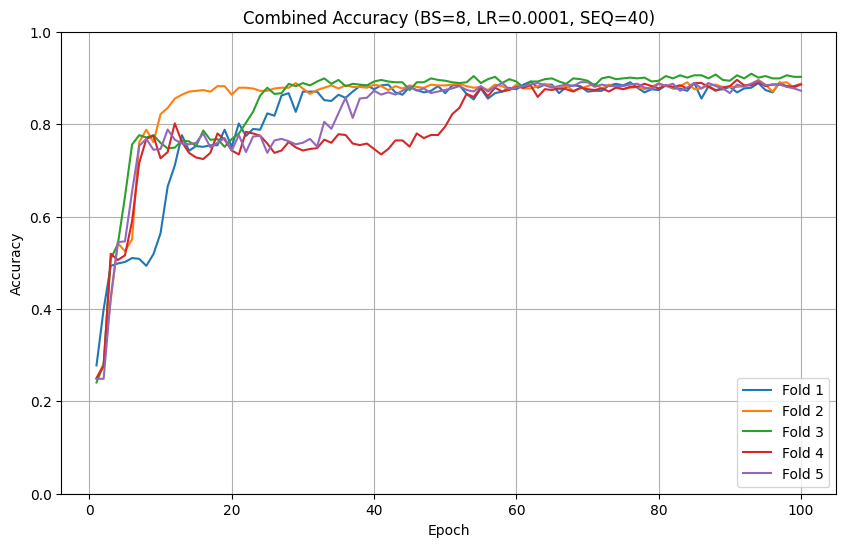 Combined Accuracy (BS=8, LR=0.0001, SEQ=40)
1.0
0.8
0.6
0.4
0.2
0.0
Accuracy
0 20 40 60 80 100
Epoch
Fold 1
Fold 2
Fold 3
Fold 4
Fold 5